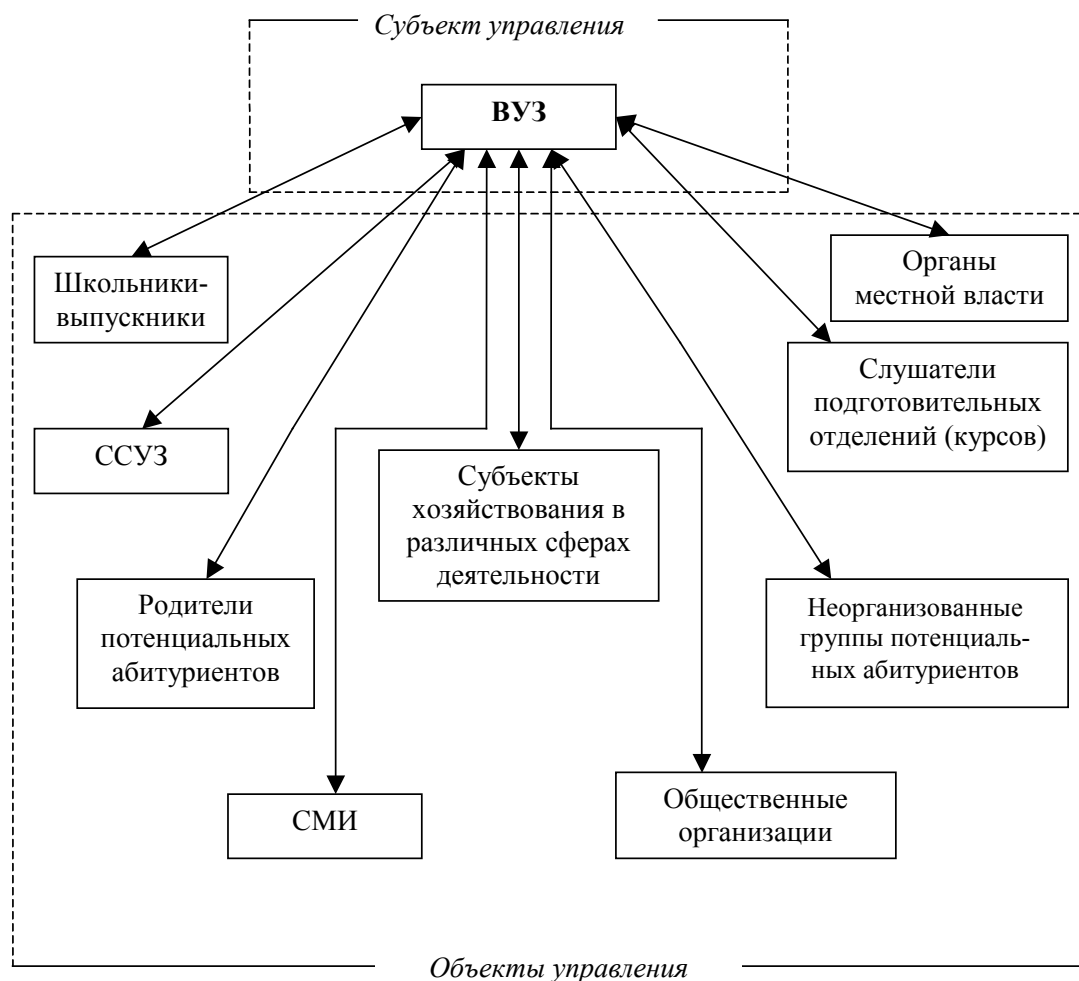 Субъект управления
ВУЗ
Школьники-
выпускники
Органы
местной власти
Слушатели
подготовительных
отделений (курсов)
ССУЗ
Субъекты
хозяйствования в
различных сферах
деятельности
Родители
потенциальных
абитуриентов
Неорганизованные
группы потенциаль-
ных абитуриентов
СМИ
Общественные
организации
Объекты управления